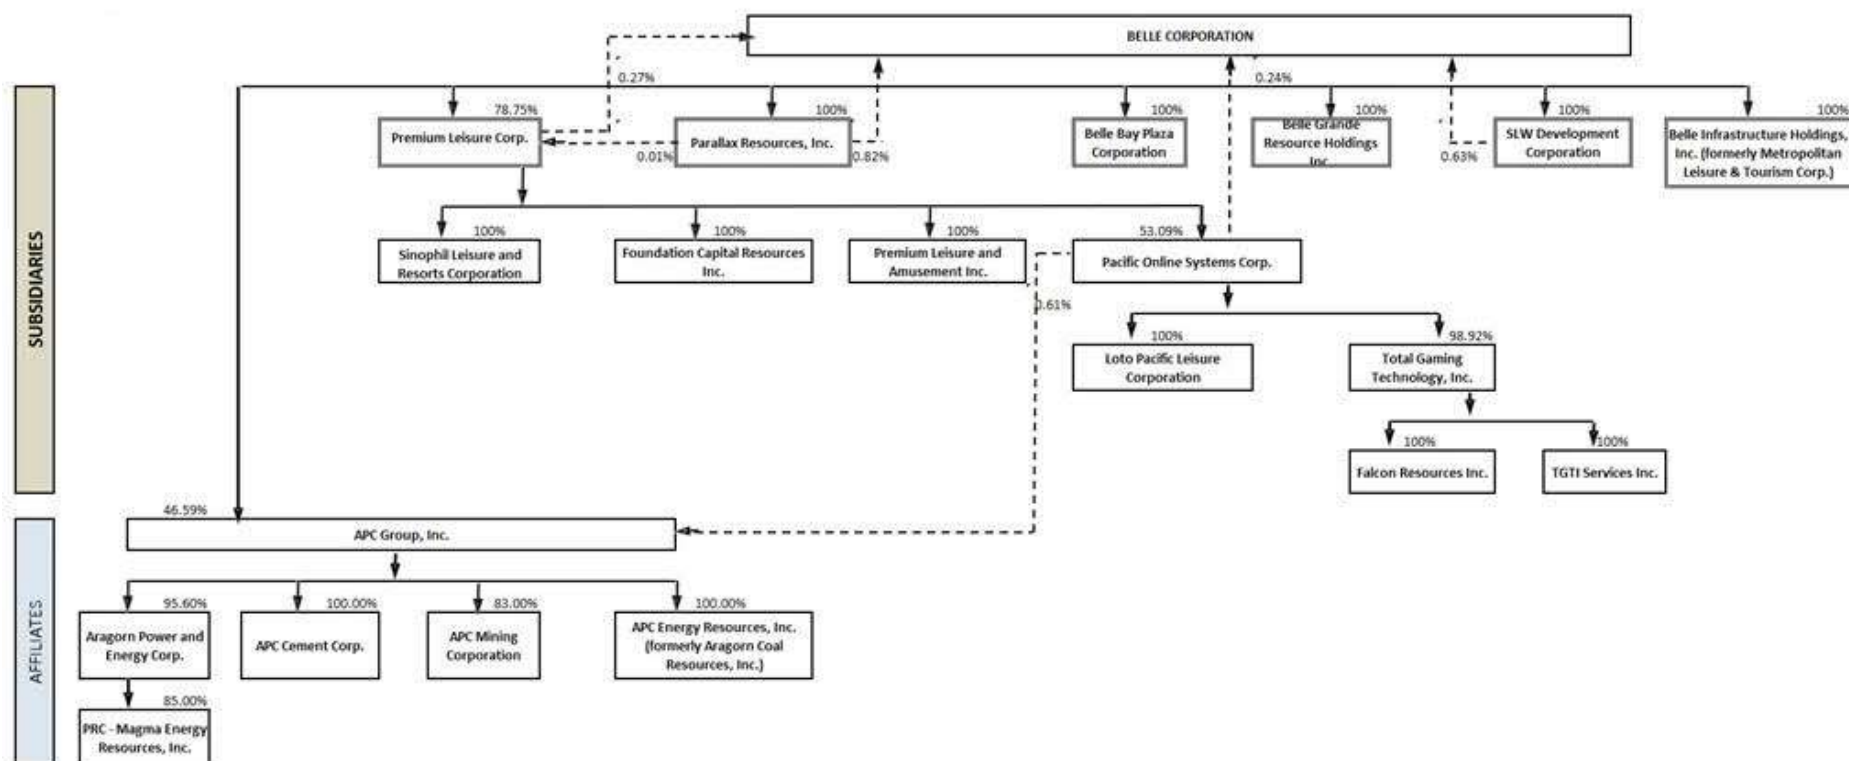 BELLE CORPORATION
0.27%
0.24%
SUBSIDIARIES
78.75%
Premium Leisure Corp.
0.01%
100%
Parallax Resources, Inc.
0.82%
100%
Belle Bay Plaza
Corporation
100%
Belle Grande
Resource Holdings
Inc
0.63%
100%
SLW Development
Corporation
100%
Belle Infrastructure Holdings,
Inc. (formerly Metropolitan
Leisure & Tourism Corp.)
100%
Sinophil Leisure and
Resorts Corporation
100%
Foundation Capital Resources
Inc.
100%
Premium Leisure and
Amusement Inc.
53.09%
Pacific Online Systems Corp.
0.61%
100%
Loto Pacific Leisure
Corporation
98.92%
Total Gaming
Technology, Inc.
100%
Falcon Resources Inc.
100%
TGTI Services Inc.
AFFILIATES
46.59%
APC Group, Inc.
95.60%
Aragorn Power and
Energy Corp.
100.00%
APC Cement Corp.
83.00%
APC Mining
Corporation
100.00%
APC Energy Resources, Inc.
(formerly Aragorn Coal
Resources, Inc.)
85.00%
PRC - Magma Energy
Resources, Inc.